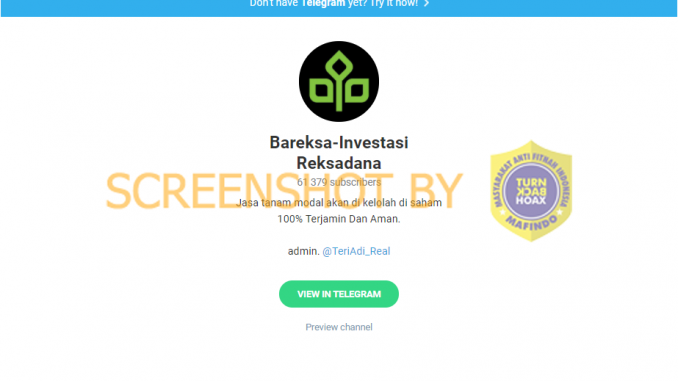 Don't have Telegram yet? Try it now!
Bareksa-Investasi
Reksadana
61 379 subscribers
SCREENSHOT BY
Jasa tanam modal akan di kelolah di saham
100% Terjamin Dan Aman.
admin. @TeriAdi_Real
VIEW IN TELEGRAM
Preview channel
MASYARAKAT ANTI FITNAH INDONESIA
TURN
BACK
HOAX
MAFINDO